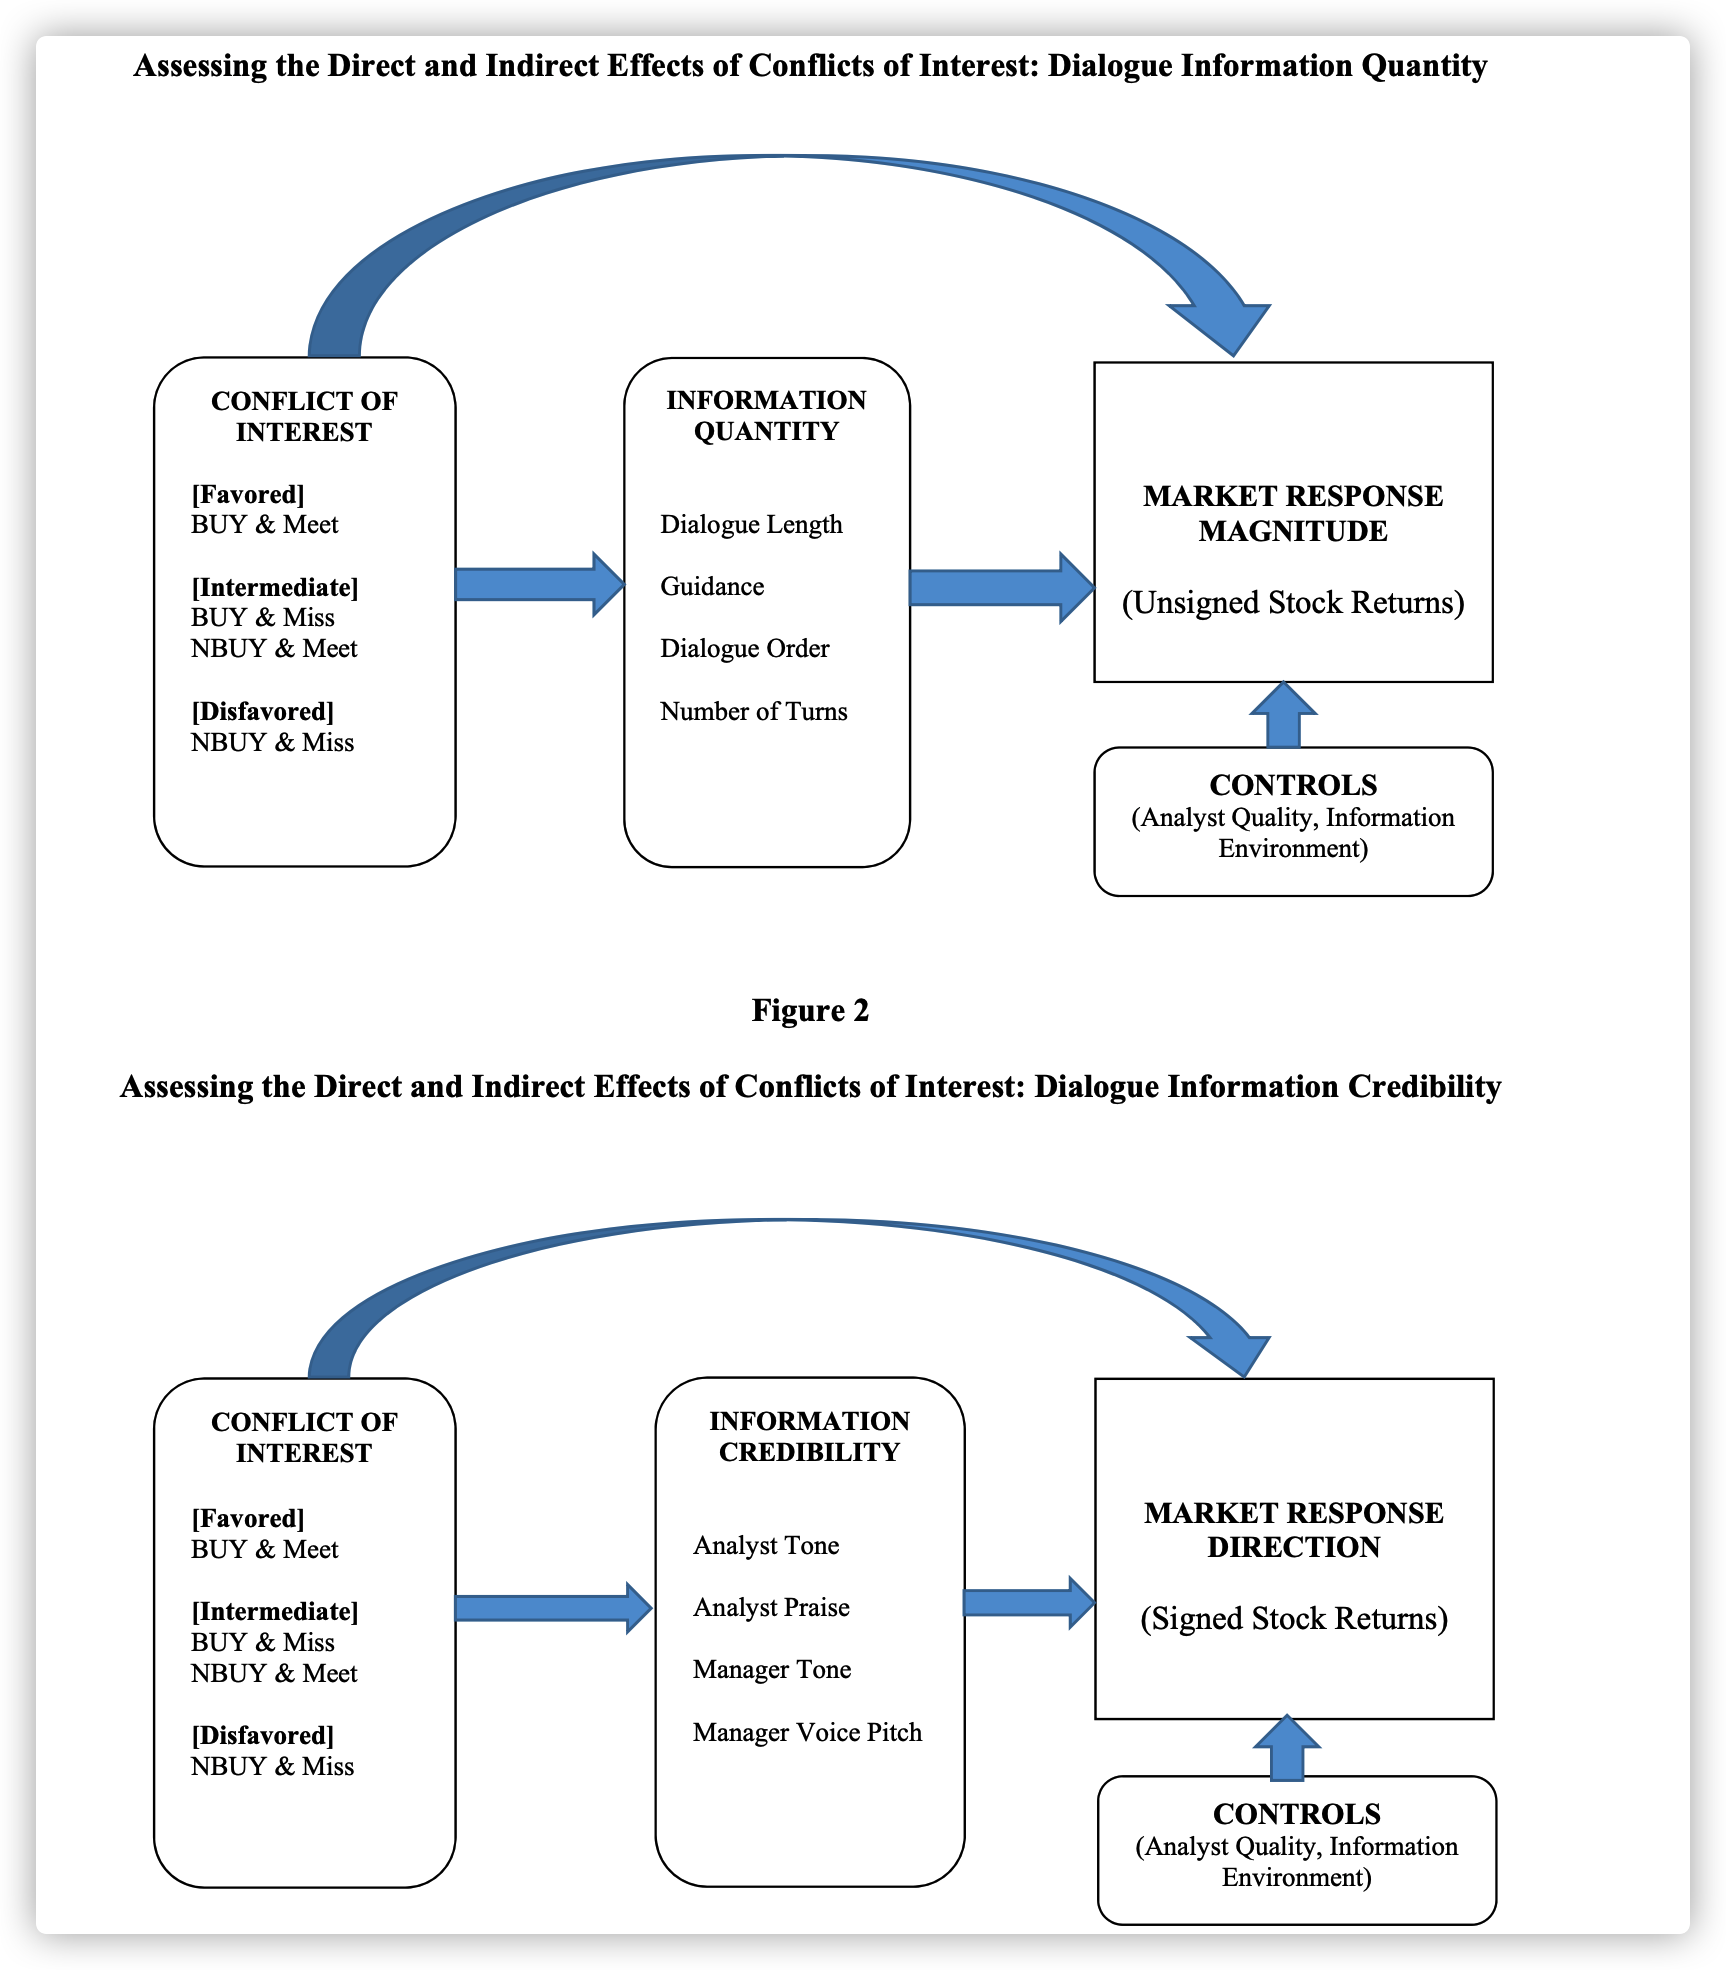 Assessing the Direct and Indirect Effects of Conflicts of Interest: Dialogue Information Quantity
CONFLICT OF
INTEREST
[Favored]
BUY & Meet
[Intermediate]
BUY & Miss
NBUY & Meet
[Disfavored]
NBUY & Miss
INFORMATION
QUANTITY
Dialogue Length
Guidance
Dialogue Order
Number of Turns
MARKET RESPONSE
MAGNITUDE
(Unsigned Stock Returns)
CONTROLS
(Analyst Quality, Information
Environment)
Figure 2
Assessing the Direct and Indirect Effects of Conflicts of Interest: Dialogue Information Credibility
CONFLICT OF
INTEREST
[Favored]
BUY & Meet
[Intermediate]
BUY & Miss
NBUY & Meet
[Disfavored]
NBUY & Miss
INFORMATION
CREDIBILITY
Analyst Tone
Analyst Praise
Manager Tone
Manager Voice Pitch
MARKET RESPONSE
DIRECTION
(Signed Stock Returns)
CONTROLS
(Analyst Quality, Information
Environment)